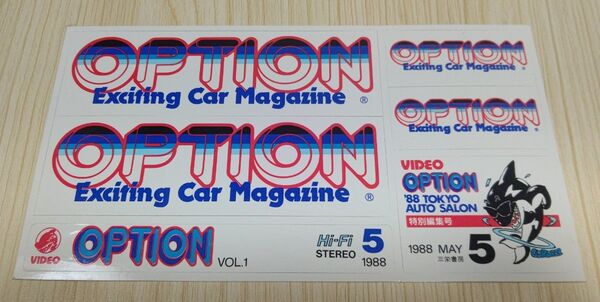 OPTION
Exciting Car Magazine ®
OPTION
Exciting Car Magazine ®
VIDEO
OPTION VOL.1
Hi-Fi
STEREO
5
1988
OPTION
Exciting Car Magazine ®
OPTION
Exciting Car Magazine ®
VIDEO
OPTION
'88 TOKYO
AUTO SALON
特別編集号
1988 MAY 5
三栄書房